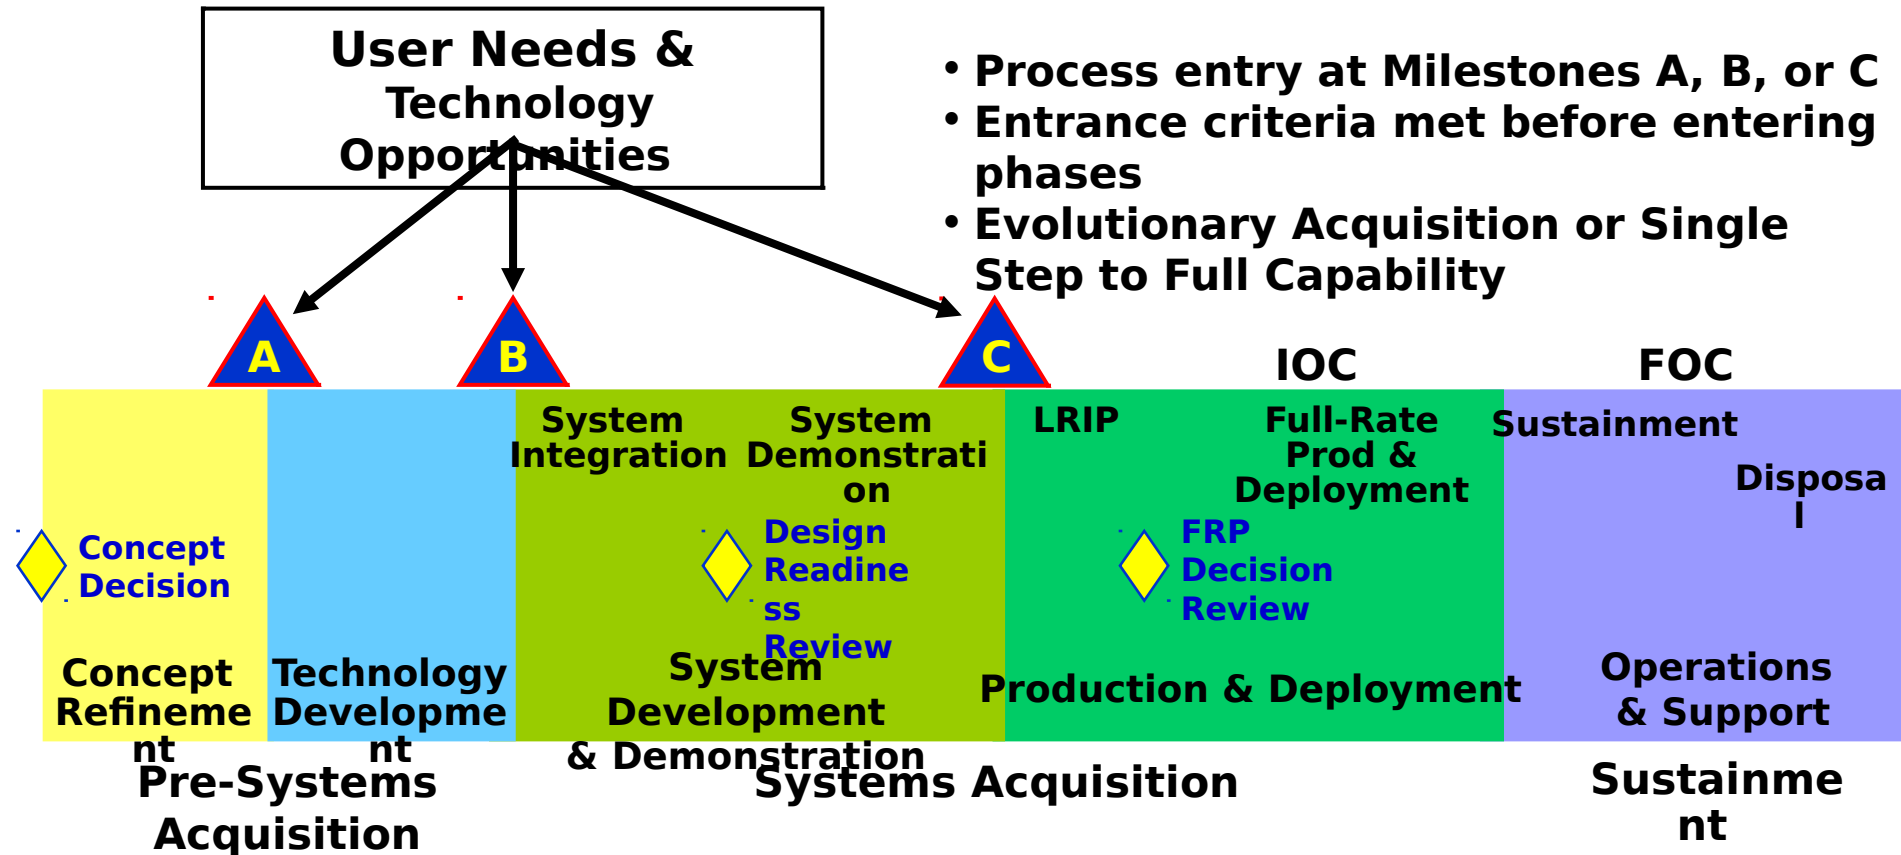 User Needs &
Technology
Opportunities
• Process entry at Milestones A, B, or C
• Entrance criteria met before entering
phases
• Evolutionary Acquisition or Single
Step to Full Capability
A
B
C
IOC
FOC
System
Integration
System
Demonstrati
on
LRIP
Full-Rate
Prod &
Deployment
Sustainment
Disposa
l
Concept
Decision
Design
Readine
ss
Review
FRP
Decision
Review
Concept
Refineme
nt
Technology
Developme
nt
System
Development
& Demonstration
Production & Deployment
Operations
& Support
Pre-Systems
Acquisition
Systems Acquisition
Sustainme
nt